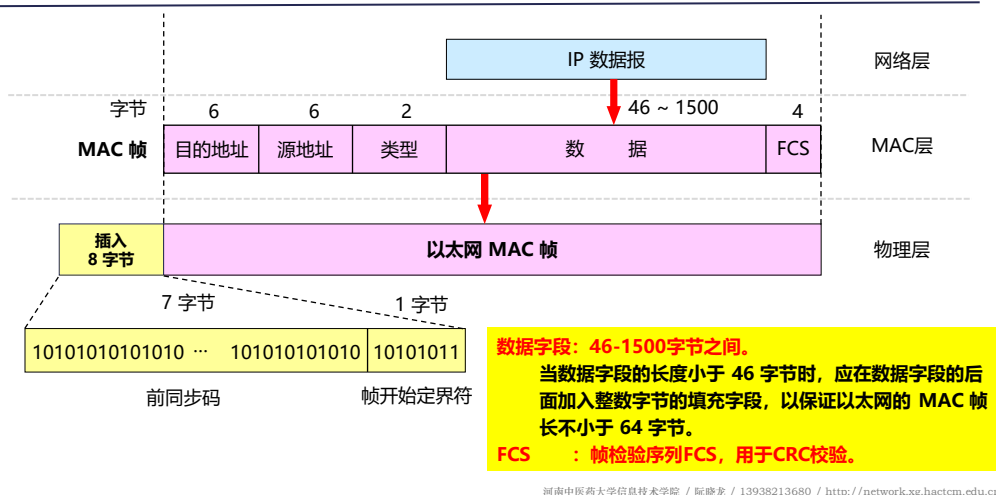 IP 数据报
网络层
字节
6
6
2
46 ~ 1500
4
MAC 帧
目的地址
源地址
类型
数 据
FCS
MAC层
插入
8 字节
以太网 MAC 帧
物理层
7 字节
1 字节
10101010101010 ··· 101010101010
10101011
前同步码
帧开始定界符
数据字段：46-1500字节之间。
当数据字段的长度小于 46 字节时，应在数据字段的后
面加入整数字节的填充字段，以保证以太网的 MAC 帧
长不小于 64 字节。
FCS ：帧检验序列FCS，用于CRC校验。
河南中医药大学信息技术学院 / 阮晓龙 / 13938213680 / http://network.xg.hactcm.edu.cn